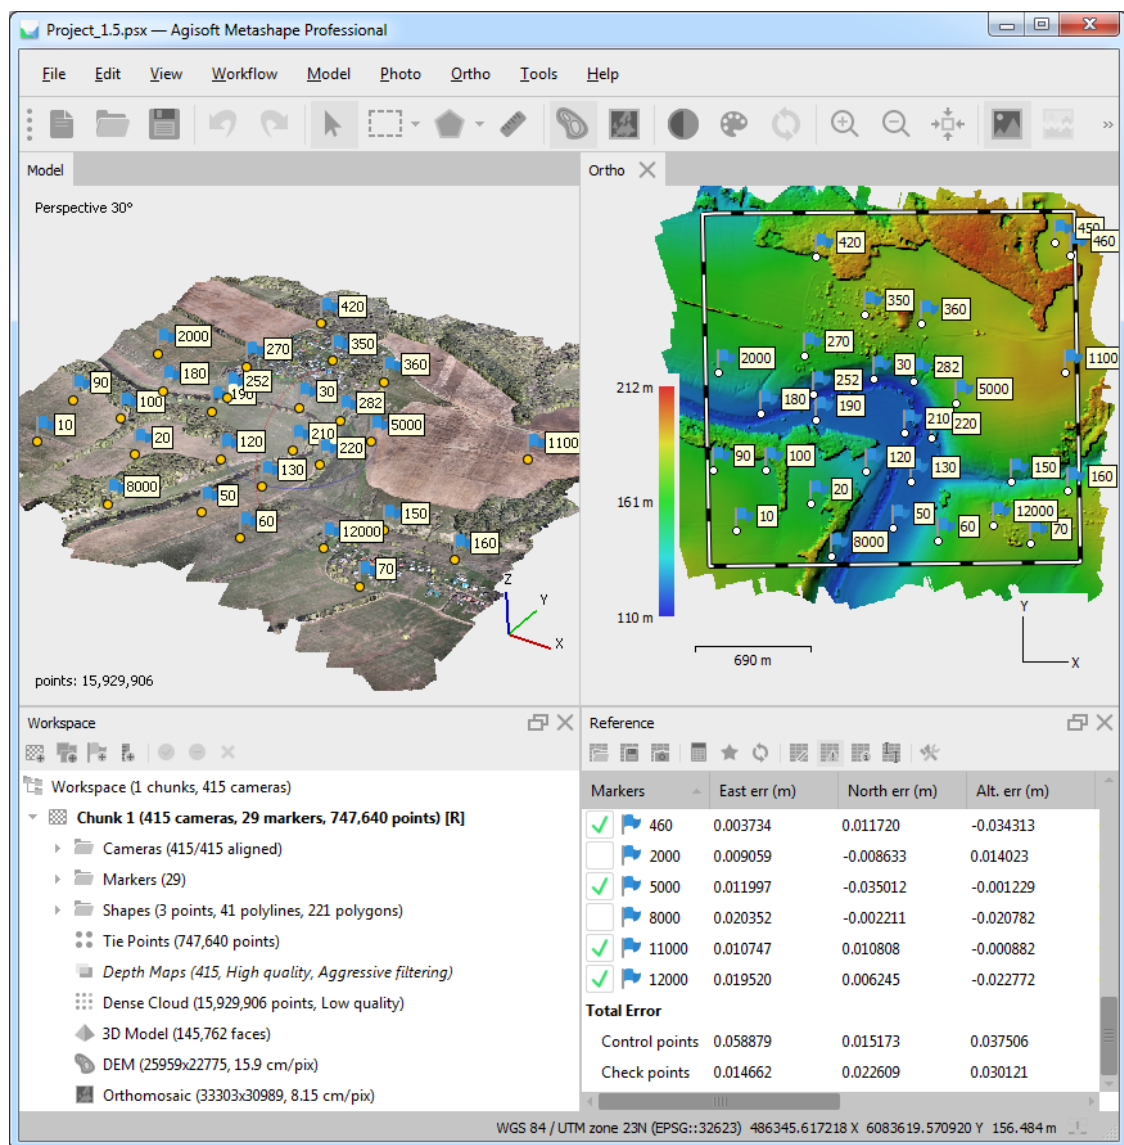 Project_1.5.psx — Agisoft Metashape Professional
File Edit View Workflow Model Photo Ortho Tools Help
Model
Perspective 30°
420
2000
270
350
360
180
252
190
90
100
30
282
10
20
120
210
5000
220
1100
130
8000
50
60
12000
150
160
70
Z
Y
X
points: 15,929,906
Ortho
450
460
420
350
360
270
2000
1100
252
30
282
5000
180
190
210
220
90
100
120
130
150
160
20
10
50
60
12000
70
8000
212 m
161 m
110 m
690 m
Y
X
Workspace
Workspace (1 chunks, 415 cameras)
Chunk 1 (415 cameras, 29 markers, 747,640 points) [R]
Cameras (415/415 aligned)
Markers (29)
Shapes (3 points, 41 polylines, 221 polygons)
Tie Points (747,640 points)
Depth Maps (415, High quality, Aggressive filtering)
Dense Cloud (15,929,906 points, Low quality)
3D Model (145,762 faces)
DEM (25959x22775, 15.9 cm/pix)
Orthomosaic (33303x30989, 8.15 cm/pix)
Reference
Markers East err (m) North err (m) Alt. err (m)
460 0.003734 0.011720 -0.034313
2000 0.009059 -0.008633 0.014023
5000 0.011997 -0.035012 -0.001229
8000 0.020352 -0.002211 -0.020782
11000 0.010747 0.010808 -0.000882
12000 0.019520 0.006245 -0.022772
Total Error
Control points 0.058879 0.015173 0.037506
Check points 0.014662 0.022609 0.030121
WGS 84 / UTM zone 23N (EPSG::32623) 486345.617218 X 6083619.570920 Y 156.484 m